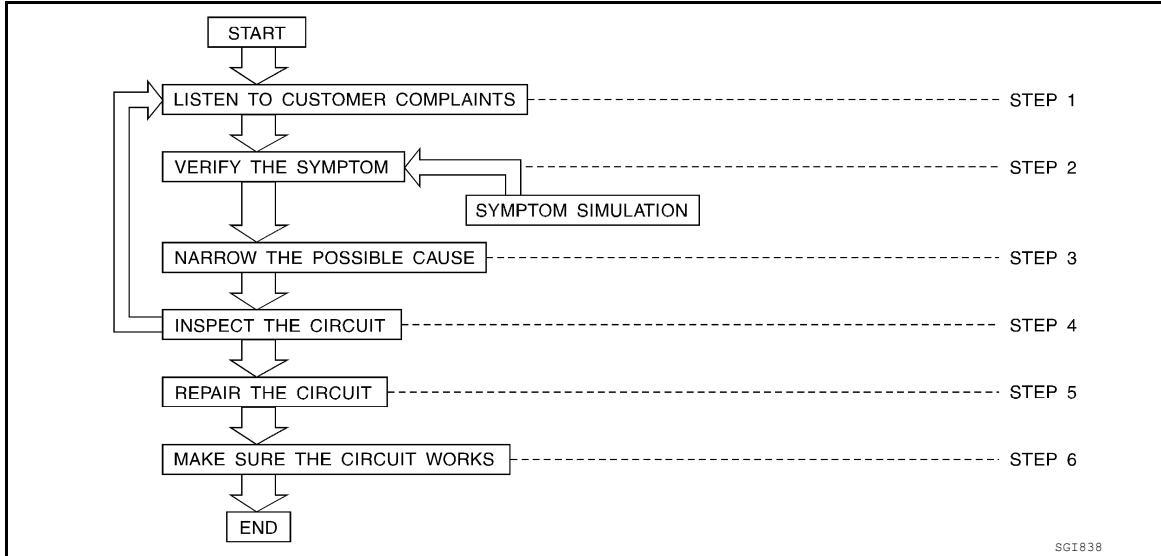 START
LISTEN TO CUSTOMER COMPLAINTS
STEP 1
VERIFY THE SYMPTOM
STEP 2
SYMPTOM SIMULATION
NARROW THE POSSIBLE CAUSE
STEP 3
INSPECT THE CIRCUIT
STEP 4
REPAIR THE CIRCUIT
STEP 5
MAKE SURE THE CIRCUIT WORKS
STEP 6
END
SGI838